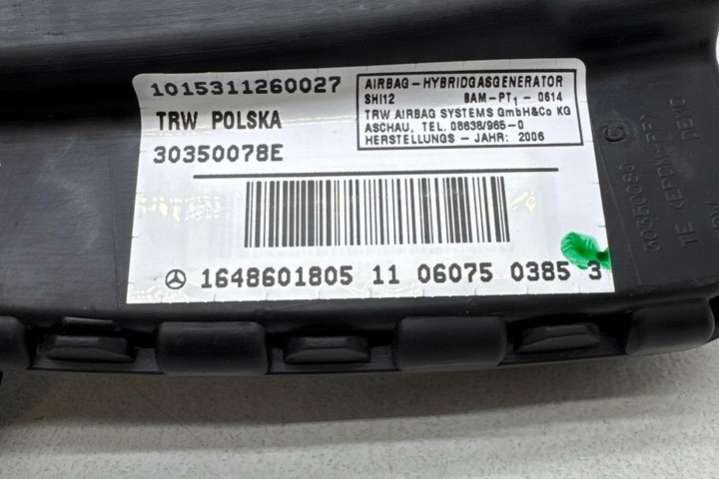 1015311260027
TRW POLSKA
30350078E
AIRBAG-HYBRIDGASGENERATOR
SHI12 BAM-PT1-0614
TRW AIRBAG SYSTEMS GmbH&Co KG
ASCHAU, TEL. 08638/965-0
HERSTELLUNGS-JAHR: 2006
1648601805 11 06075 0385 3